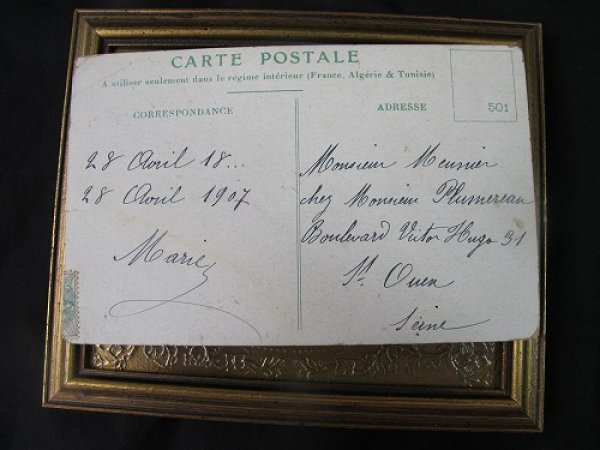 CARTE POSTALE
A utiliser seulement dans le régime intérieur (France, Algérie & Tunisie)
CORRESPONDANCE
ADRESSE
501
28 Avril 18...
28 Avril 1907
Marie
Monsieur Meunier
chez Monsieur Plumereau
Boulevard Victor Hugo 31
St Ouen
Seine